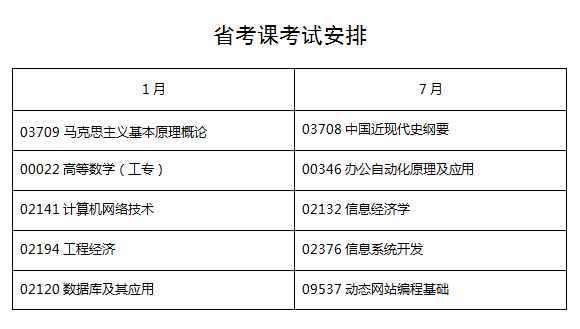 省考课考试安排
1月 7月
03709 马克思主义基本原理概论 03708 中国近现代史纲要
00022 高等数学（工专） 00346 办公自动化原理及应用
02141 计算机网络技术 02132 信息经济学
02194 工程经济 02376 信息系统开发
02120 数据库及其应用 09537 动态网站编程基础